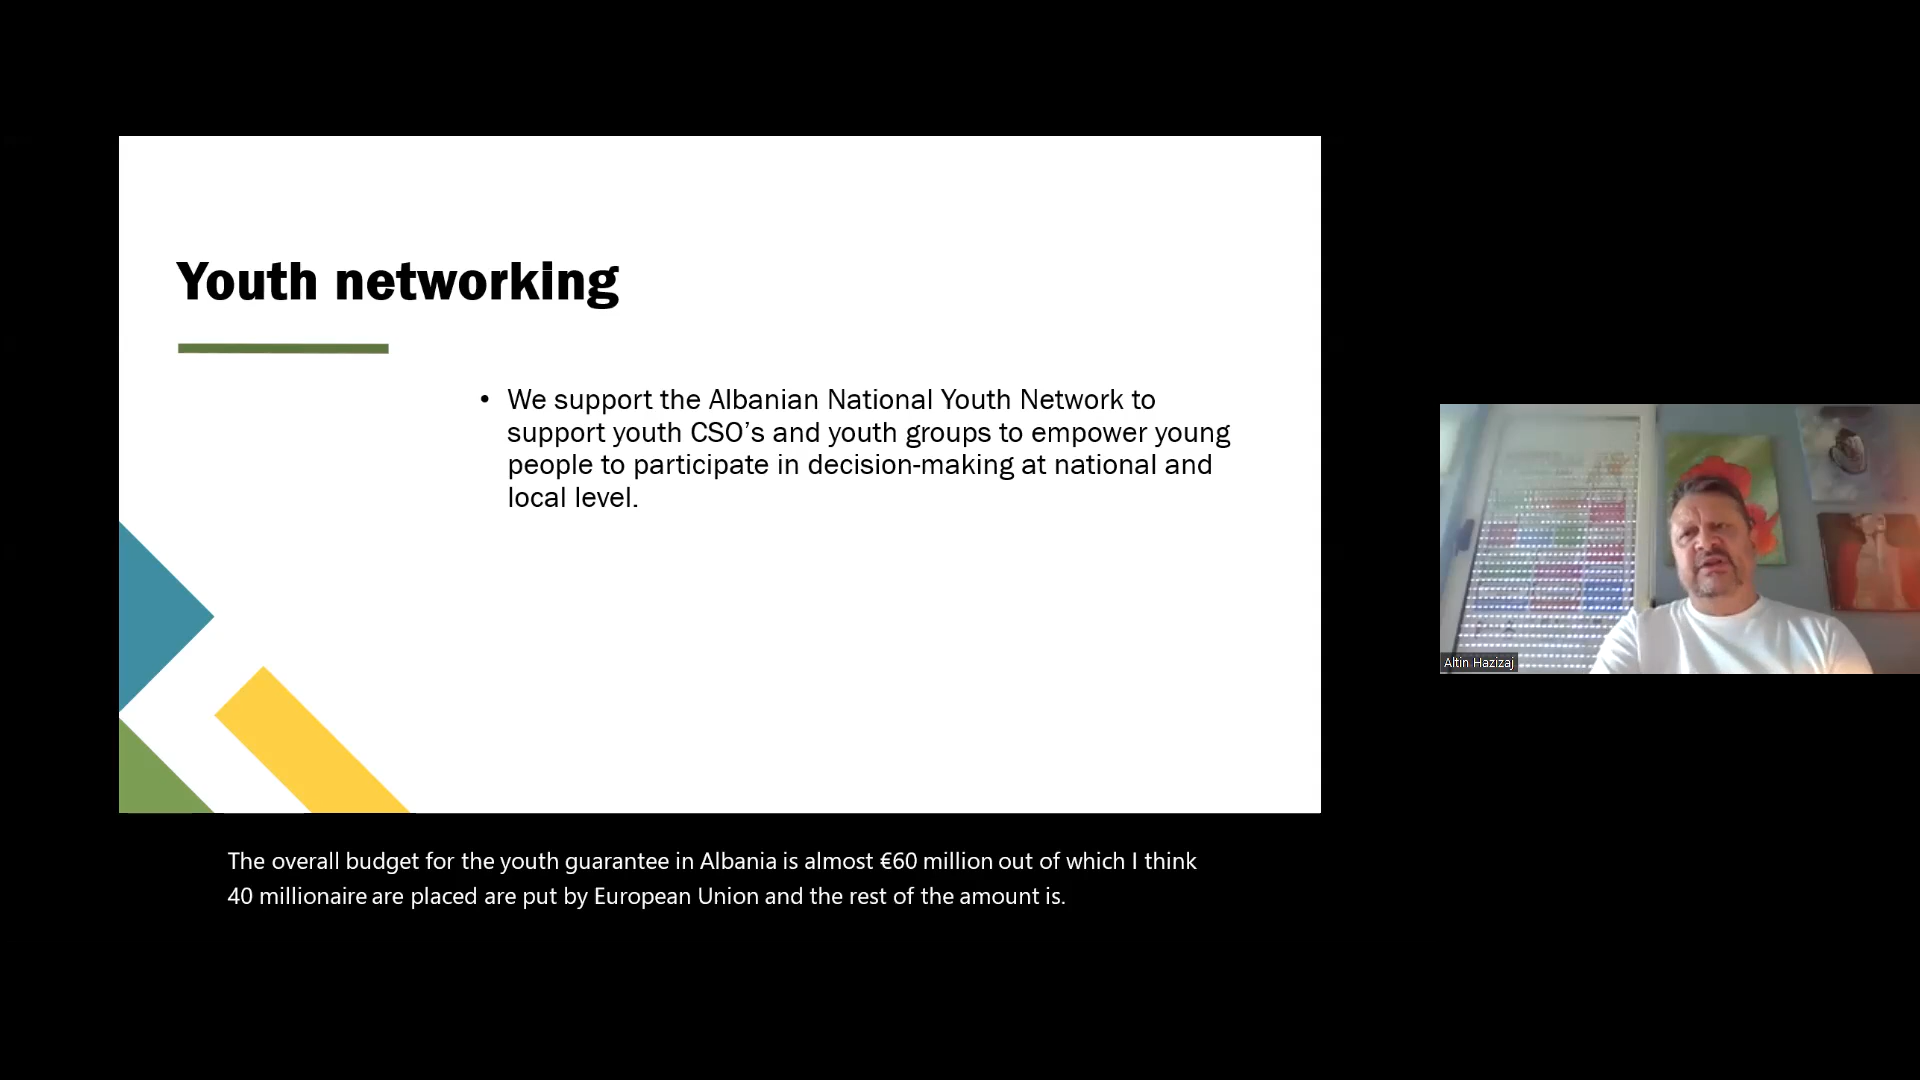 Youth networking
• We support the Albanian National Youth Network to
support youth CSO’s and youth groups to empower young
people to participate in decision-making at national and
local level.
Altin Hazizaj
The overall budget for the youth guarantee in Albania is almost €60 million out of which I think
40 millionaire are placed are put by European Union and the rest of the amount is.